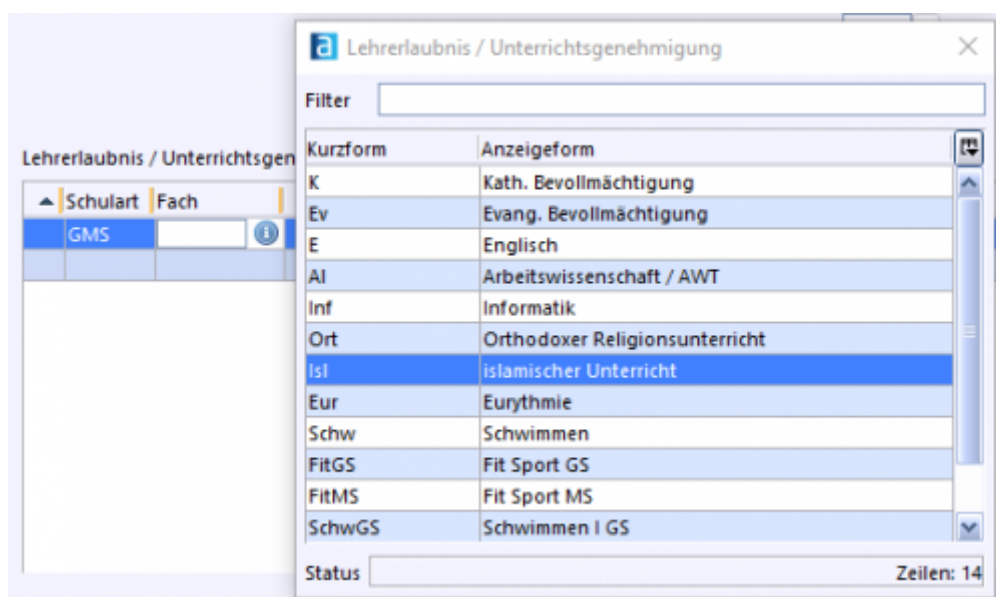 Lehrerlaubnis / Unterrichtsgenehmigung
Filter
Lehrerlaubnis / Unterrichtsgen
Schulart Fach
GMS
Kurzform Anzeigeform
K Kath. Bevollmächtigung
Ev Evang. Bevollmächtigung
E Englisch
Al Arbeitswissenschaft / AWT
Inf Informatik
Ort Orthodoxer Religionsunterricht
Isl islamischer Unterricht
Eur Eurythmie
Schw Schwimmen
FitGS Fit Sport GS
FitMS Fit Sport MS
SchwGS Schwimmen I GS
Status Zeilen: 14